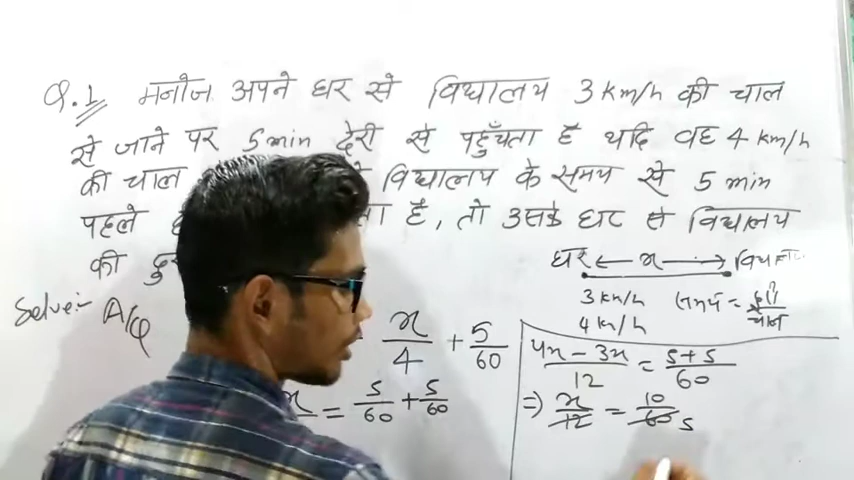 Q.1 मनोज अपने घर से विद्यालय 3 km/h की चाल
से जाने पर 5 min देरी से पहुँचता है यदि वह 4 km/h
की चाल विद्यालय के समय से 5 min
पहले है, तो उसके घर से विद्यालय
की
घर ← x → विद्यालय
3 km/h समय = दूरी/चाल
4 km/h
Solve:- A/Q x/4 + 5/60
= 5/60 + 5/60
4x - 3x/12 = 5+5/60
⇒ x/12 = 10/60 5